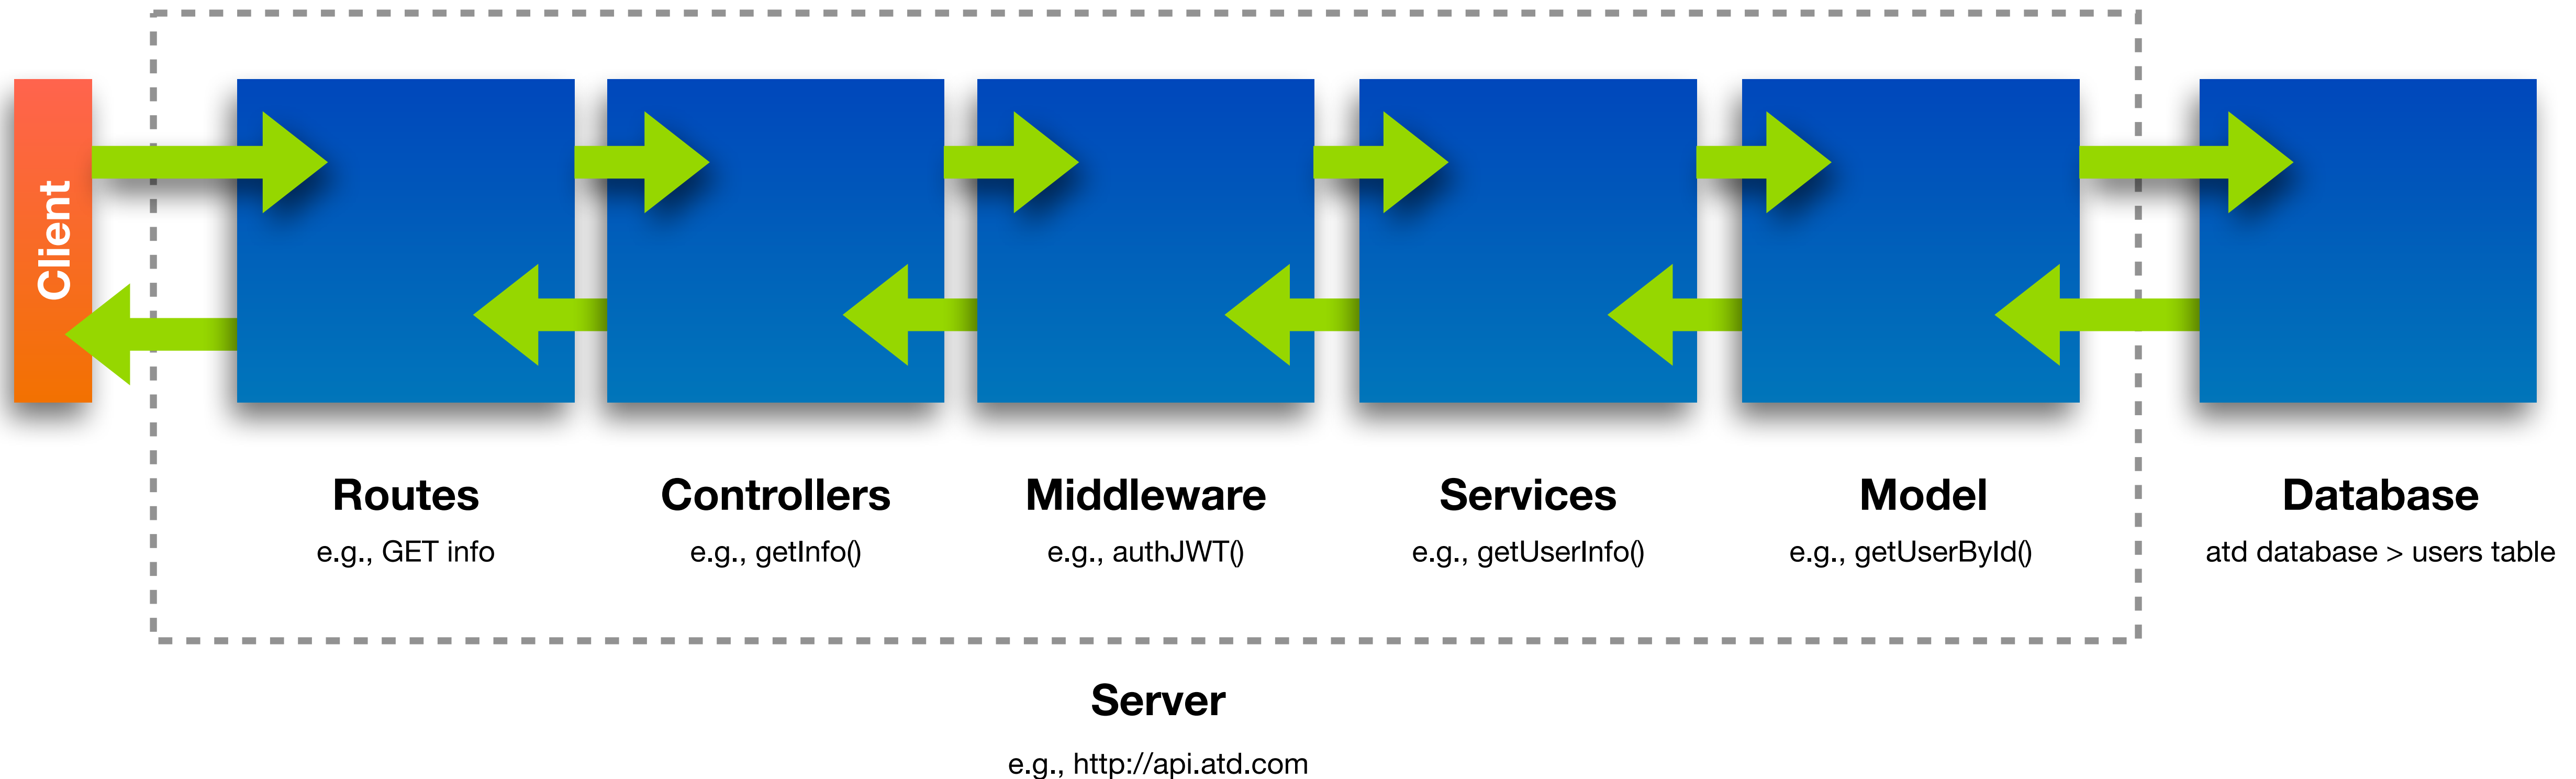 Client
Routes
e.g., GET info
Controllers
e.g., getInfo()
Middleware
e.g., authJWT()
Services
e.g., getUserInfo()
Model
e.g., getUserById()
Database
atd database > users table
Server
e.g., http://api.atd.com